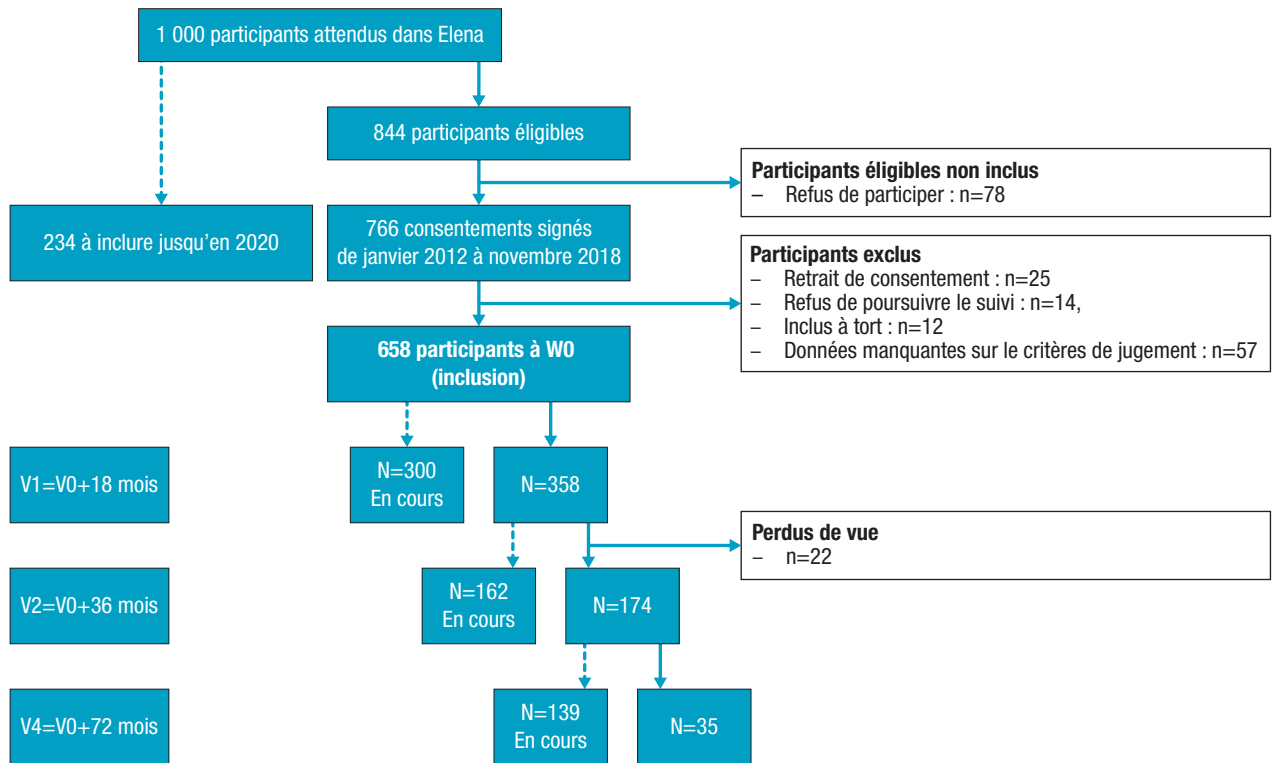 1 000 participants attendus dans Elena
844 participants éligibles
Participants éligibles non inclus
– Refus de participer : n=78
234 à inclure jusqu'en 2020
766 consentements signés
de janvier 2012 à novembre 2018
Participants exclus
– Retrait de consentement : n=25
– Refus de poursuivre le suivi : n=14,
– Inclus à tort : n=12
– Données manquantes sur le critères de jugement : n=57
658 participants à W0
(inclusion)
V1=V0+18 mois
N=300
En cours
N=358
Perdus de vue
– n=22
V2=V0+36 mois
N=162
En cours
N=174
V4=V0+72 mois
N=139
En cours
N=35